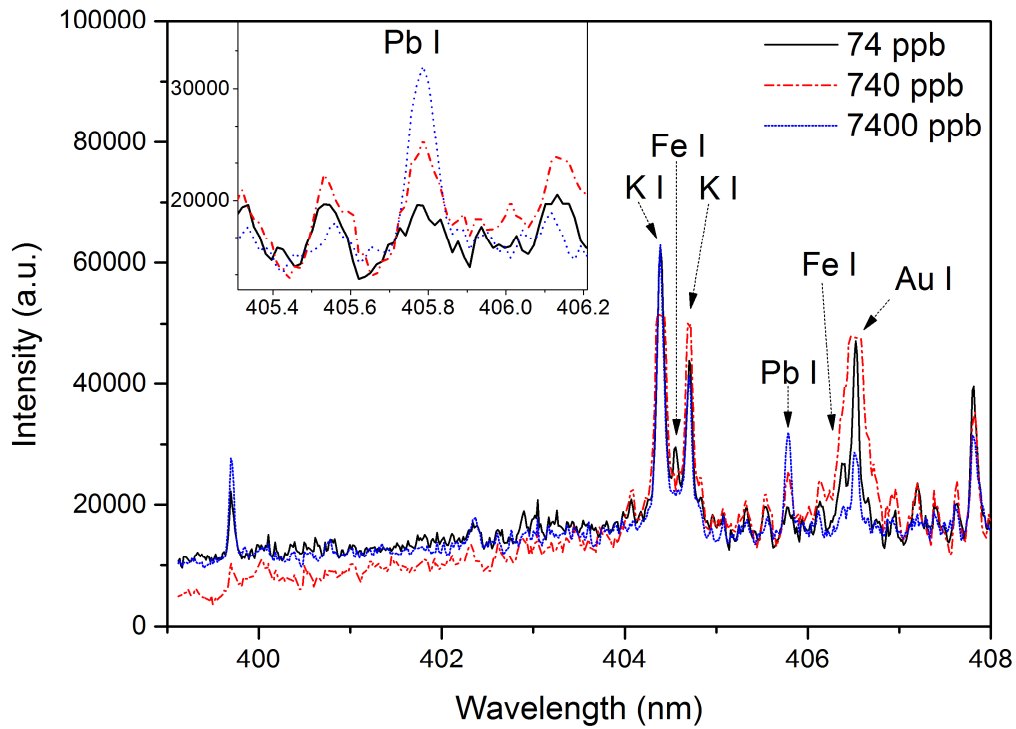 100000
80000
60000
40000
20000
0
Intensity (a.u.)
400
402
404
406
408
Wavelength (nm)
30000
20000
405.4
405.6
405.8
406.0
406.2
Pb I
74 ppb
740 ppb
7400 ppb
Fe I
K I
K I
Fe I
Au I
Pb I